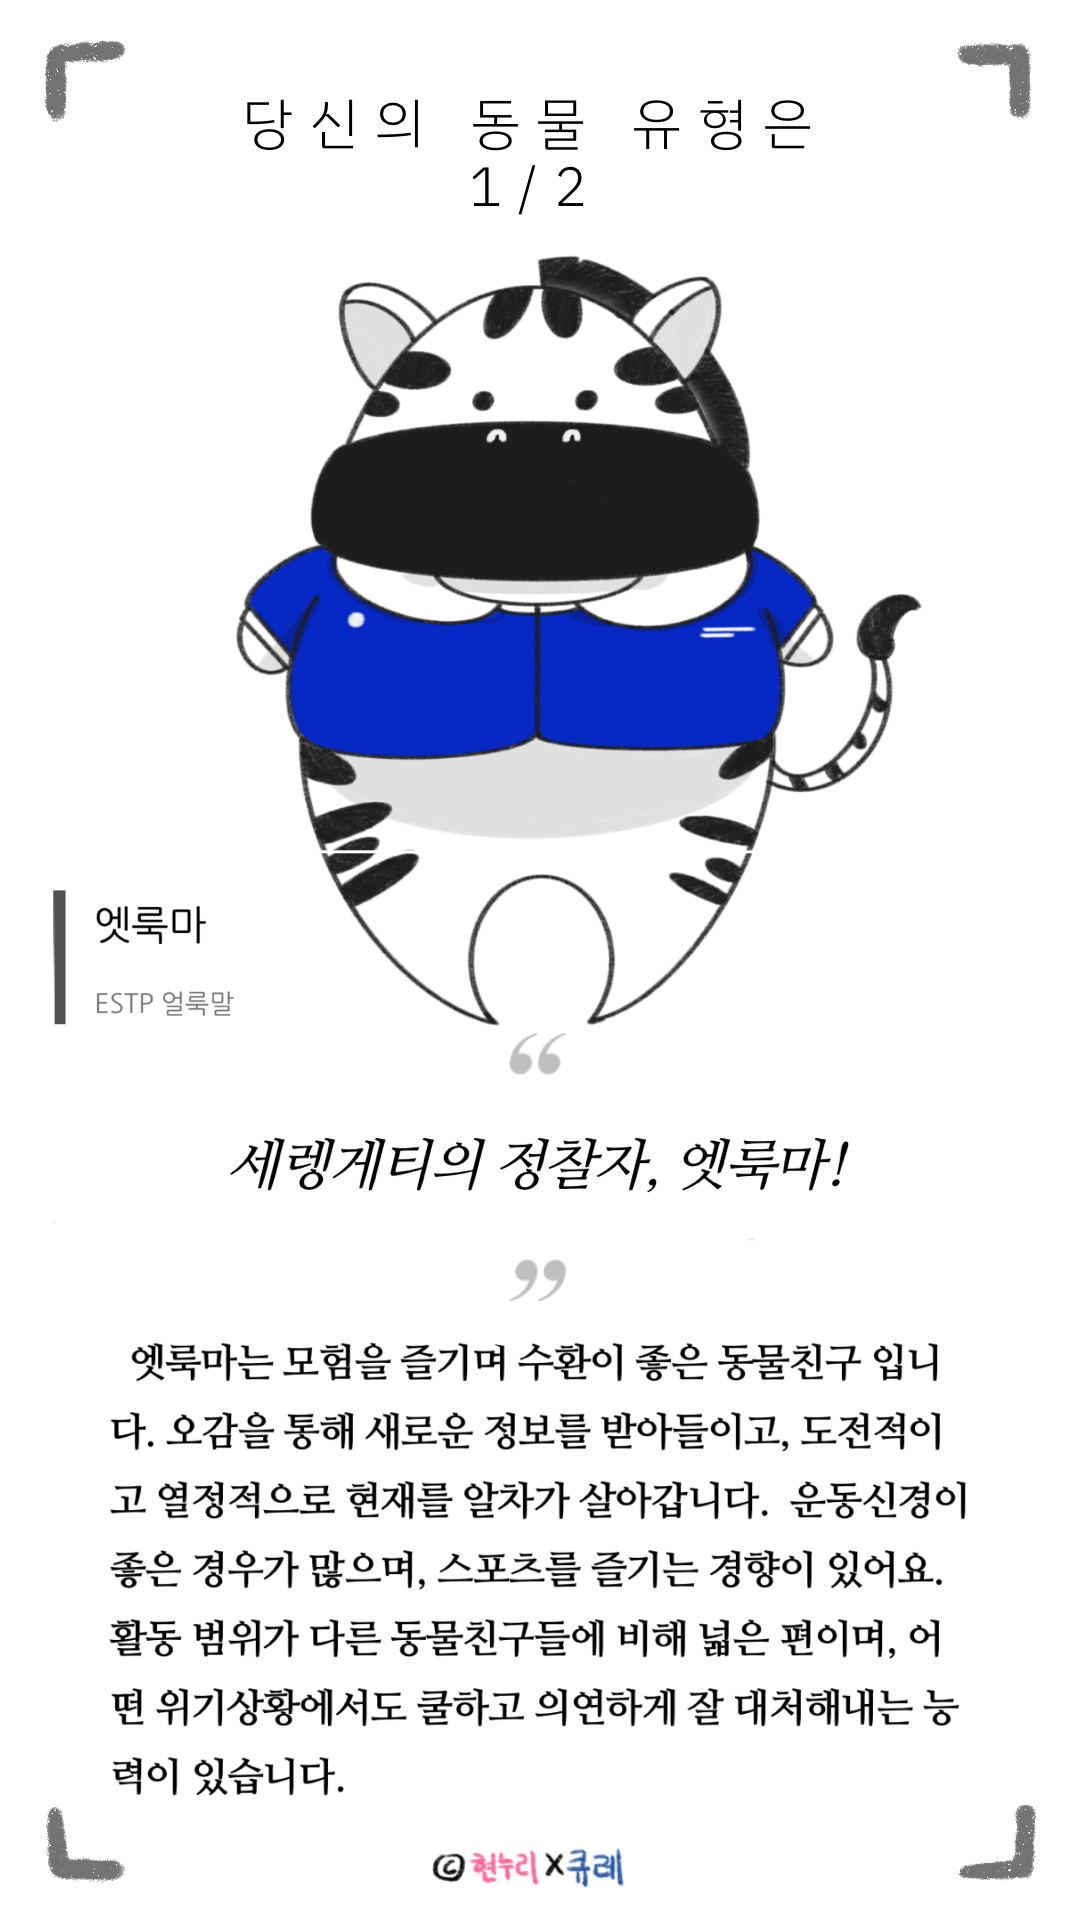 당신의 동물 유형은
1/2
엣룩마
ESTP 얼룩말
“
세렝게티의 정찰자, 엣룩마!
”
엣룩마는 모험을 즐기며 수환이 좋은 동물친구 입니
다. 오감을 통해 새로운 정보를 받아들이고, 도전적이
고 열정적으로 현재를 알차가 살아갑니다. 운동신경이
좋은 경우가 많으며, 스포츠를 즐기는 경향이 있어요.
활동 범위가 다른 동물친구들에 비해 넓은 편이며, 어
떤 위기상황에서도 쿨하고 의연하게 잘 대처해내는 능
력이 있습니다.
© 현누리 X 큐레